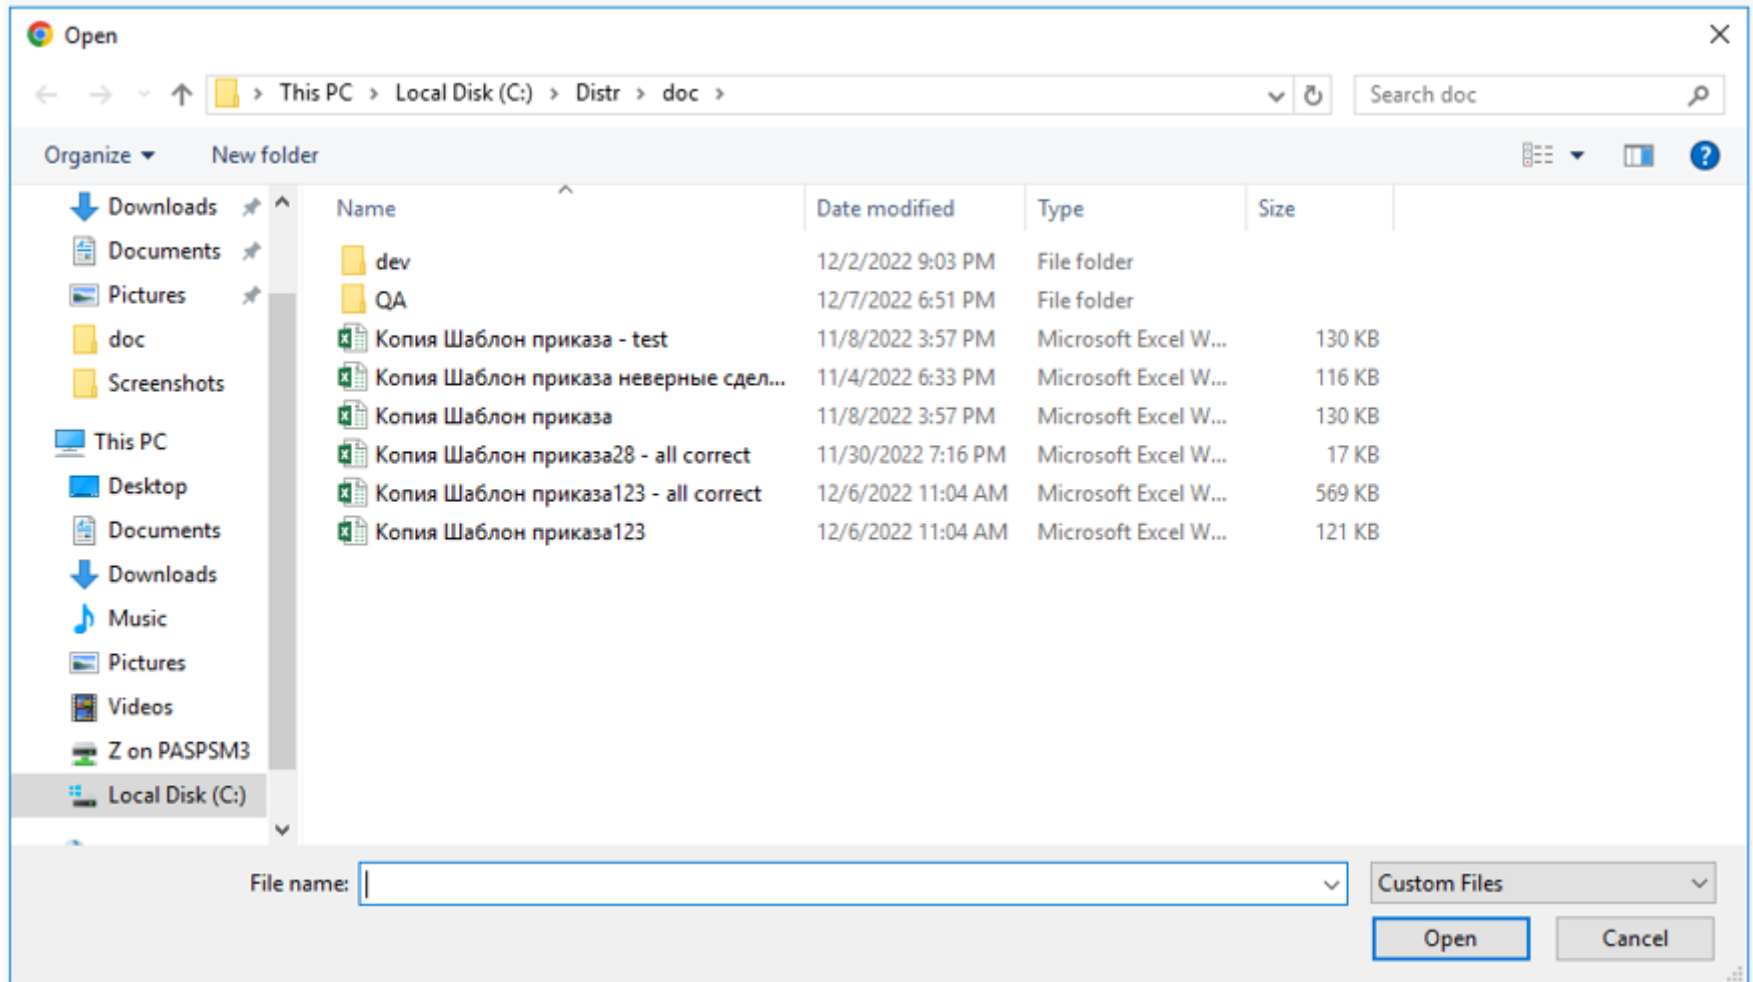 Open
This PC > Local Disk (C:) > Distr > doc >
Search doc
Organize
New folder
Downloads
Documents
Pictures
doc
Screenshots
This PC
Desktop
Documents
Downloads
Music
Pictures
Videos
Z on PASPSM3
Local Disk (C:)
Name Date modified Type Size
dev 12/2/2022 9:03 PM File folder
QA 12/7/2022 6:51 PM File folder
Копия Шаблон приказа - test 11/8/2022 3:57 PM Microsoft Excel W... 130 KB
Копия Шаблон приказа неверные сдел... 11/4/2022 6:33 PM Microsoft Excel W... 116 KB
Копия Шаблон приказа 11/8/2022 3:57 PM Microsoft Excel W... 130 KB
Копия Шаблон приказа28 - all correct 11/30/2022 7:16 PM Microsoft Excel W... 17 KB
Копия Шаблон приказа123 - all correct 12/6/2022 11:04 AM Microsoft Excel W... 569 KB
Копия Шаблон приказа123 12/6/2022 11:04 AM Microsoft Excel W... 121 KB
File name:
Custom Files
Open
Cancel